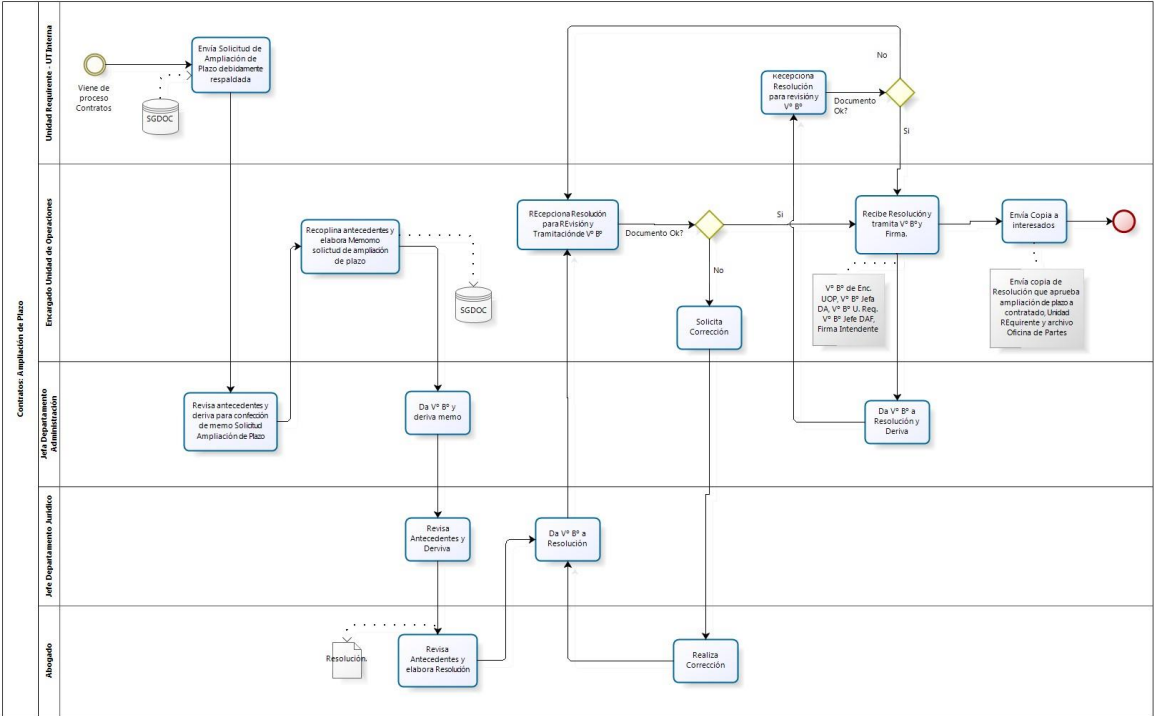 Contratos: Ampliación de Plazo
Unidad Requirente - UT Interna
Viene de
proceso
Contratos
Envía Solicitud de
Ampliación de
Plazo debidamente
respaldada
SGDOC
Recepciona
Resolución
para revisión y
Vº Bº
Documento
Ok?
No
Si
Encargado Unidad de Operaciones
Recoplina antecedentes y
elabora Memomo
solictud de ampliación
de plazo
SGDOC
REcepciona Resolución
para REvisión y
Tramitación de Vº Bº
Documento Ok?
Si
No
Solicita
Corrección
Recibe Resolución y
tramita Vº Bº y
Firma.
Vº Bº de Enc.
UOP, Vº Bº Jefa
DA, Vº Bº U. Req.
Vº Bº Jefe DAF,
Firma Intendente
Envía Copia a
interesados
Envía copia de
Resolución que aprueba
ampliación de plazo a
contratado, Unidad
REquirente y archivo
Oficina de Partes
Jefa Departamento
Administración
Revisa antecedentes y
deriva para confección
de memo Solicitud
Ampliación de Plazo
Da Vº Bº y
deriva memo
Da Vº Bº a
Resolución y
Deriva
Jefe Departamento Jurídico
Revisa
Antecedentes y
Derviva
Da Vº Bº a
Resolución
Abogado
Resolución.
Revisa
Antecedentes y
elabora Resolución
Realiza
Corrección